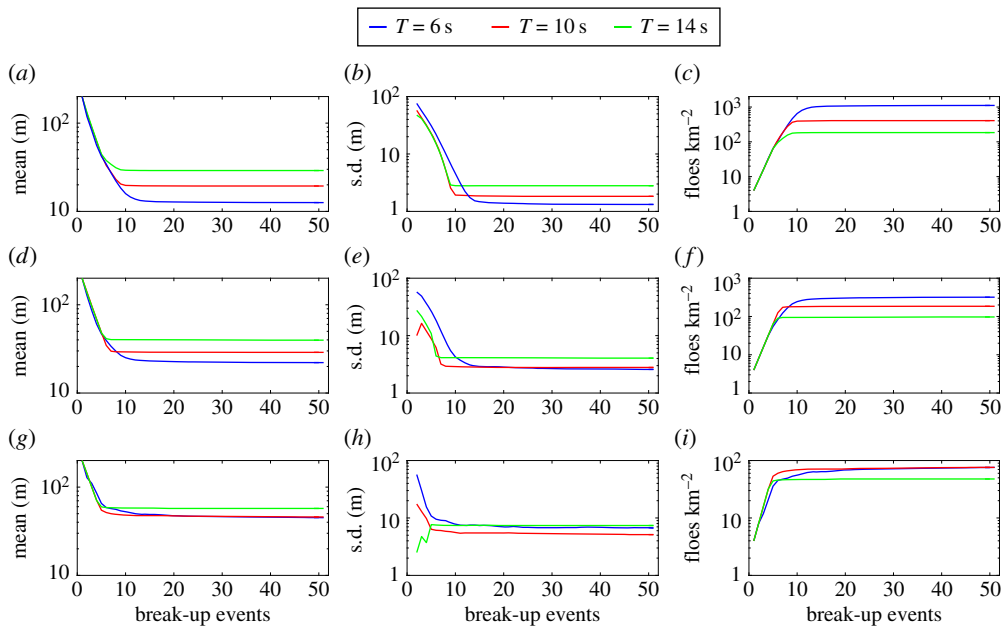 T = 6 s T = 10 s T = 14 s
(a) (b) (c)
mean (m) s.d. (m) floes km⁻²
10² 10 10² 10 1 10³ 10² 10 1
0 10 20 30 40 50 0 10 20 30 40 50 0 10 20 30 40 50
(d) (e) (f)
mean (m) s.d. (m) floes km⁻²
10² 10 10² 10 1 10³ 10² 10 1
0 10 20 30 40 50 0 10 20 30 40 50 0 10 20 30 40 50
(g) (h) (i)
mean (m) s.d. (m) floes km⁻²
10² 10 10² 10 1 10² 10 1
0 10 20 30 40 50 0 10 20 30 40 50 0 10 20 30 40 50
break-up events break-up events break-up events